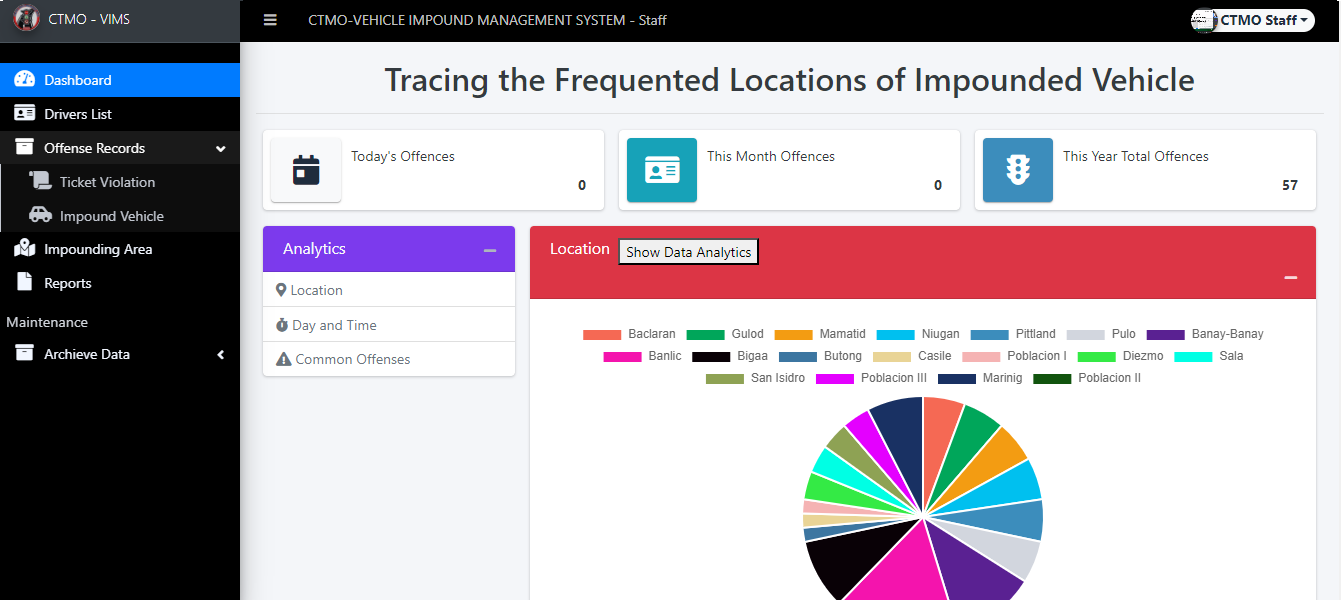 CTMO - VIMS
CTMO-VEHICLE IMPOUND MANAGEMENT SYSTEM - Staff
CTMO Staff
Dashboard
Drivers List
Offense Records
Ticket Violation
Impound Vehicle
Impounding Area
Reports
Maintenance
Archieve Data
Tracing the Frequented Locations of Impounded Vehicle
Today's Offences
0
This Month Offences
0
This Year Total Offences
57
Analytics
Location
Day and Time
Common Offenses
Location Show Data Analytics
Baclaran Gulod Mamatid Niugan Pittland Pulo Banay-Banay
Banlic Bigaa Butong Casile Poblacion I Diezmo Sala
San Isidro Poblacion III Marinig Poblacion II